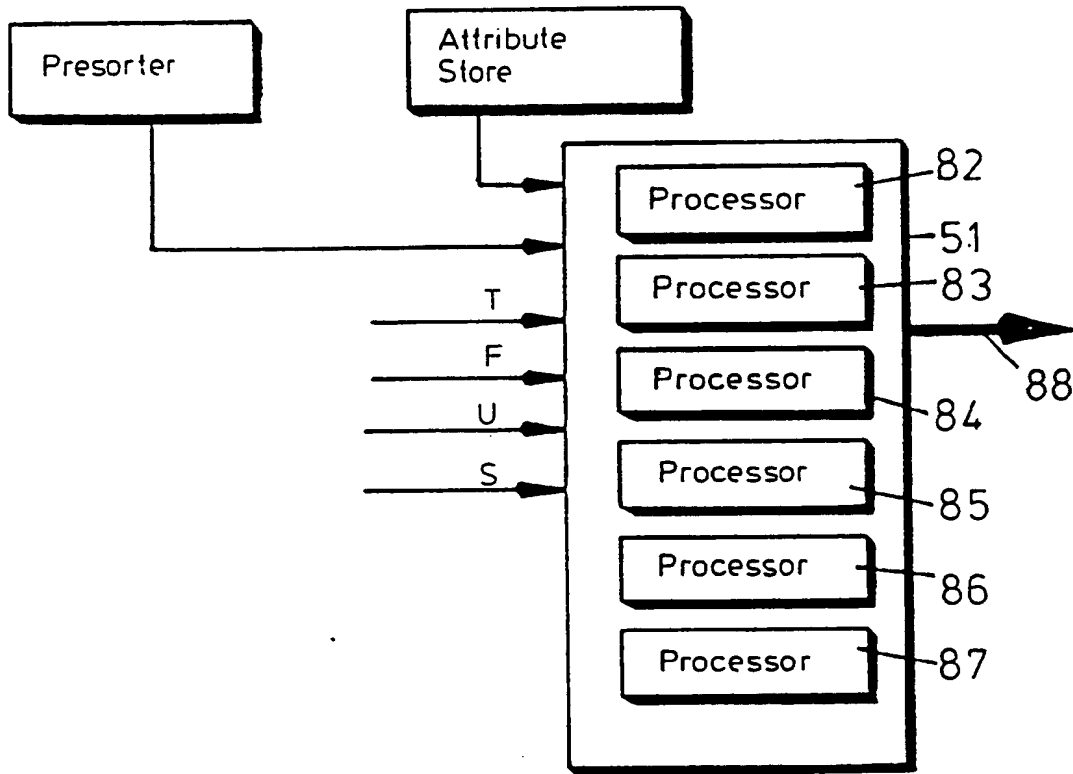 Presorter
Attribute
Store
Processor
82
51
Processor
83
T
F
88
Processor
84
U
S
Processor
85
Processor
86
Processor
87